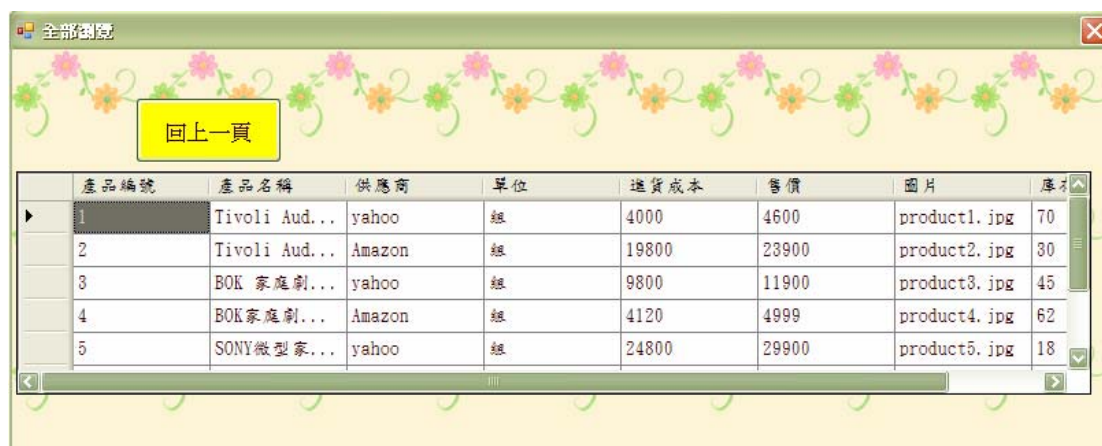 全部瀏覽
回上一頁
產品編號 產品名稱 供應商 單位 進貨成本 售價 圖片 庫
1 Tivoli Aud... yahoo 組 4000 4600 product1.jpg 70
2 Tivoli Aud... Amazon 組 19800 23900 product2.jpg 30
3 BOK 家庭劇... yahoo 組 9800 11900 product3.jpg 45
4 BOK家庭劇... Amazon 組 4120 4999 product4.jpg 62
5 SONY微型家... yahoo 組 24800 29900 product5.jpg 18